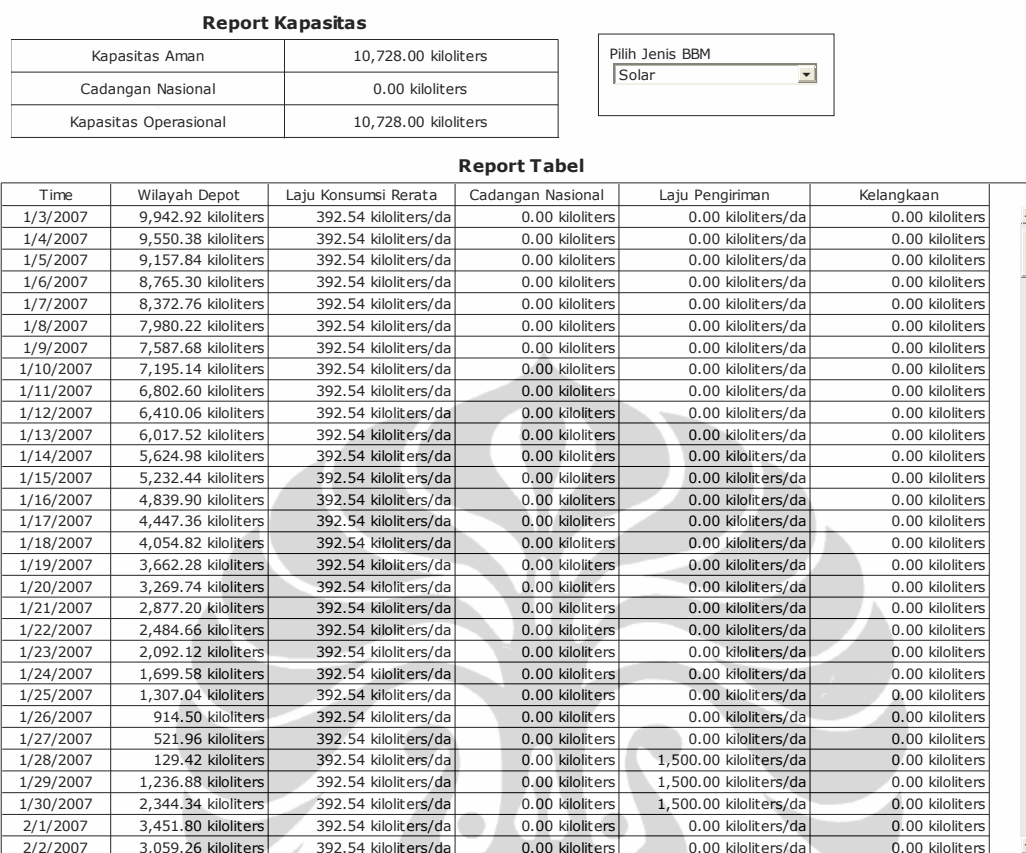 Report Kapasitas
Kapasitas Aman 10,728.00 kiloliters
Cadangan Nasional 0.00 kiloliters
Kapasitas Operasional 10,728.00 kiloliters
Pilih Jenis BBM
Solar
Report Tabel
Time Wilayah Depot Laju Konsumsi Rerata Cadangan Nasional Laju Pengiriman Kelangkaan
1/3/2007 9,942.92 kiloliters 392.54 kiloliters/da 0.00 kiloliters 0.00 kiloliters/da 0.00 kiloliters
1/4/2007 9,550.38 kiloliters 392.54 kiloliters/da 0.00 kiloliters 0.00 kiloliters/da 0.00 kiloliters
1/5/2007 9,157.84 kiloliters 392.54 kiloliters/da 0.00 kiloliters 0.00 kiloliters/da 0.00 kiloliters
1/6/2007 8,765.30 kiloliters 392.54 kiloliters/da 0.00 kiloliters 0.00 kiloliters/da 0.00 kiloliters
1/7/2007 8,372.76 kiloliters 392.54 kiloliters/da 0.00 kiloliters 0.00 kiloliters/da 0.00 kiloliters
1/8/2007 7,980.22 kiloliters 392.54 kiloliters/da 0.00 kiloliters 0.00 kiloliters/da 0.00 kiloliters
1/9/2007 7,587.68 kiloliters 392.54 kiloliters/da 0.00 kiloliters 0.00 kiloliters/da 0.00 kiloliters
1/10/2007 7,195.14 kiloliters 392.54 kiloliters/da 0.00 kiloliters 0.00 kiloliters/da 0.00 kiloliters
1/11/2007 6,802.60 kiloliters 392.54 kiloliters/da 0.00 kiloliters 0.00 kiloliters/da 0.00 kiloliters
1/12/2007 6,410.06 kiloliters 392.54 kiloliters/da 0.00 kiloliters 0.00 kiloliters/da 0.00 kiloliters
1/13/2007 6,017.52 kiloliters 392.54 kiloliters/da 0.00 kiloliters 0.00 kiloliters/da 0.00 kiloliters
1/14/2007 5,624.98 kiloliters 392.54 kiloliters/da 0.00 kiloliters 0.00 kiloliters/da 0.00 kiloliters
1/15/2007 5,232.44 kiloliters 392.54 kiloliters/da 0.00 kiloliters 0.00 kiloliters/da 0.00 kiloliters
1/16/2007 4,839.90 kiloliters 392.54 kiloliters/da 0.00 kiloliters 0.00 kiloliters/da 0.00 kiloliters
1/17/2007 4,447.36 kiloliters 392.54 kiloliters/da 0.00 kiloliters 0.00 kiloliters/da 0.00 kiloliters
1/18/2007 4,054.82 kiloliters 392.54 kiloliters/da 0.00 kiloliters 0.00 kiloliters/da 0.00 kiloliters
1/19/2007 3,662.28 kiloliters 392.54 kiloliters/da 0.00 kiloliters 0.00 kiloliters/da 0.00 kiloliters
1/20/2007 3,269.74 kiloliters 392.54 kiloliters/da 0.00 kiloliters 0.00 kiloliters/da 0.00 kiloliters
1/21/2007 2,877.20 kiloliters 392.54 kiloliters/da 0.00 kiloliters 0.00 kiloliters/da 0.00 kiloliters
1/22/2007 2,484.66 kiloliters 392.54 kiloliters/da 0.00 kiloliters 0.00 kiloliters/da 0.00 kiloliters
1/23/2007 2,092.12 kiloliters 392.54 kiloliters/da 0.00 kiloliters 0.00 kiloliters/da 0.00 kiloliters
1/24/2007 1,699.58 kiloliters 392.54 kiloliters/da 0.00 kiloliters 0.00 kiloliters/da 0.00 kiloliters
1/25/2007 1,307.04 kiloliters 392.54 kiloliters/da 0.00 kiloliters 0.00 kiloliters/da 0.00 kiloliters
1/26/2007 914.50 kiloliters 392.54 kiloliters/da 0.00 kiloliters 0.00 kiloliters/da 0.00 kiloliters
1/27/2007 521.96 kiloliters 392.54 kiloliters/da 0.00 kiloliters 0.00 kiloliters/da 0.00 kiloliters
1/28/2007 129.42 kiloliters 392.54 kiloliters/da 0.00 kiloliters 1,500.00 kiloliters/da 0.00 kiloliters
1/29/2007 1,236.88 kiloliters 392.54 kiloliters/da 0.00 kiloliters 1,500.00 kiloliters/da 0.00 kiloliters
1/30/2007 2,344.34 kiloliters 392.54 kiloliters/da 0.00 kiloliters 1,500.00 kiloliters/da 0.00 kiloliters
2/1/2007 3,451.80 kiloliters 392.54 kiloliters/da 0.00 kiloliters 0.00 kiloliters/da 0.00 kiloliters
2/2/2007 3,059.26 kiloliters 392.54 kiloliters/da 0.00 kiloliters 0.00 kiloliters/da 0.00 kiloliters